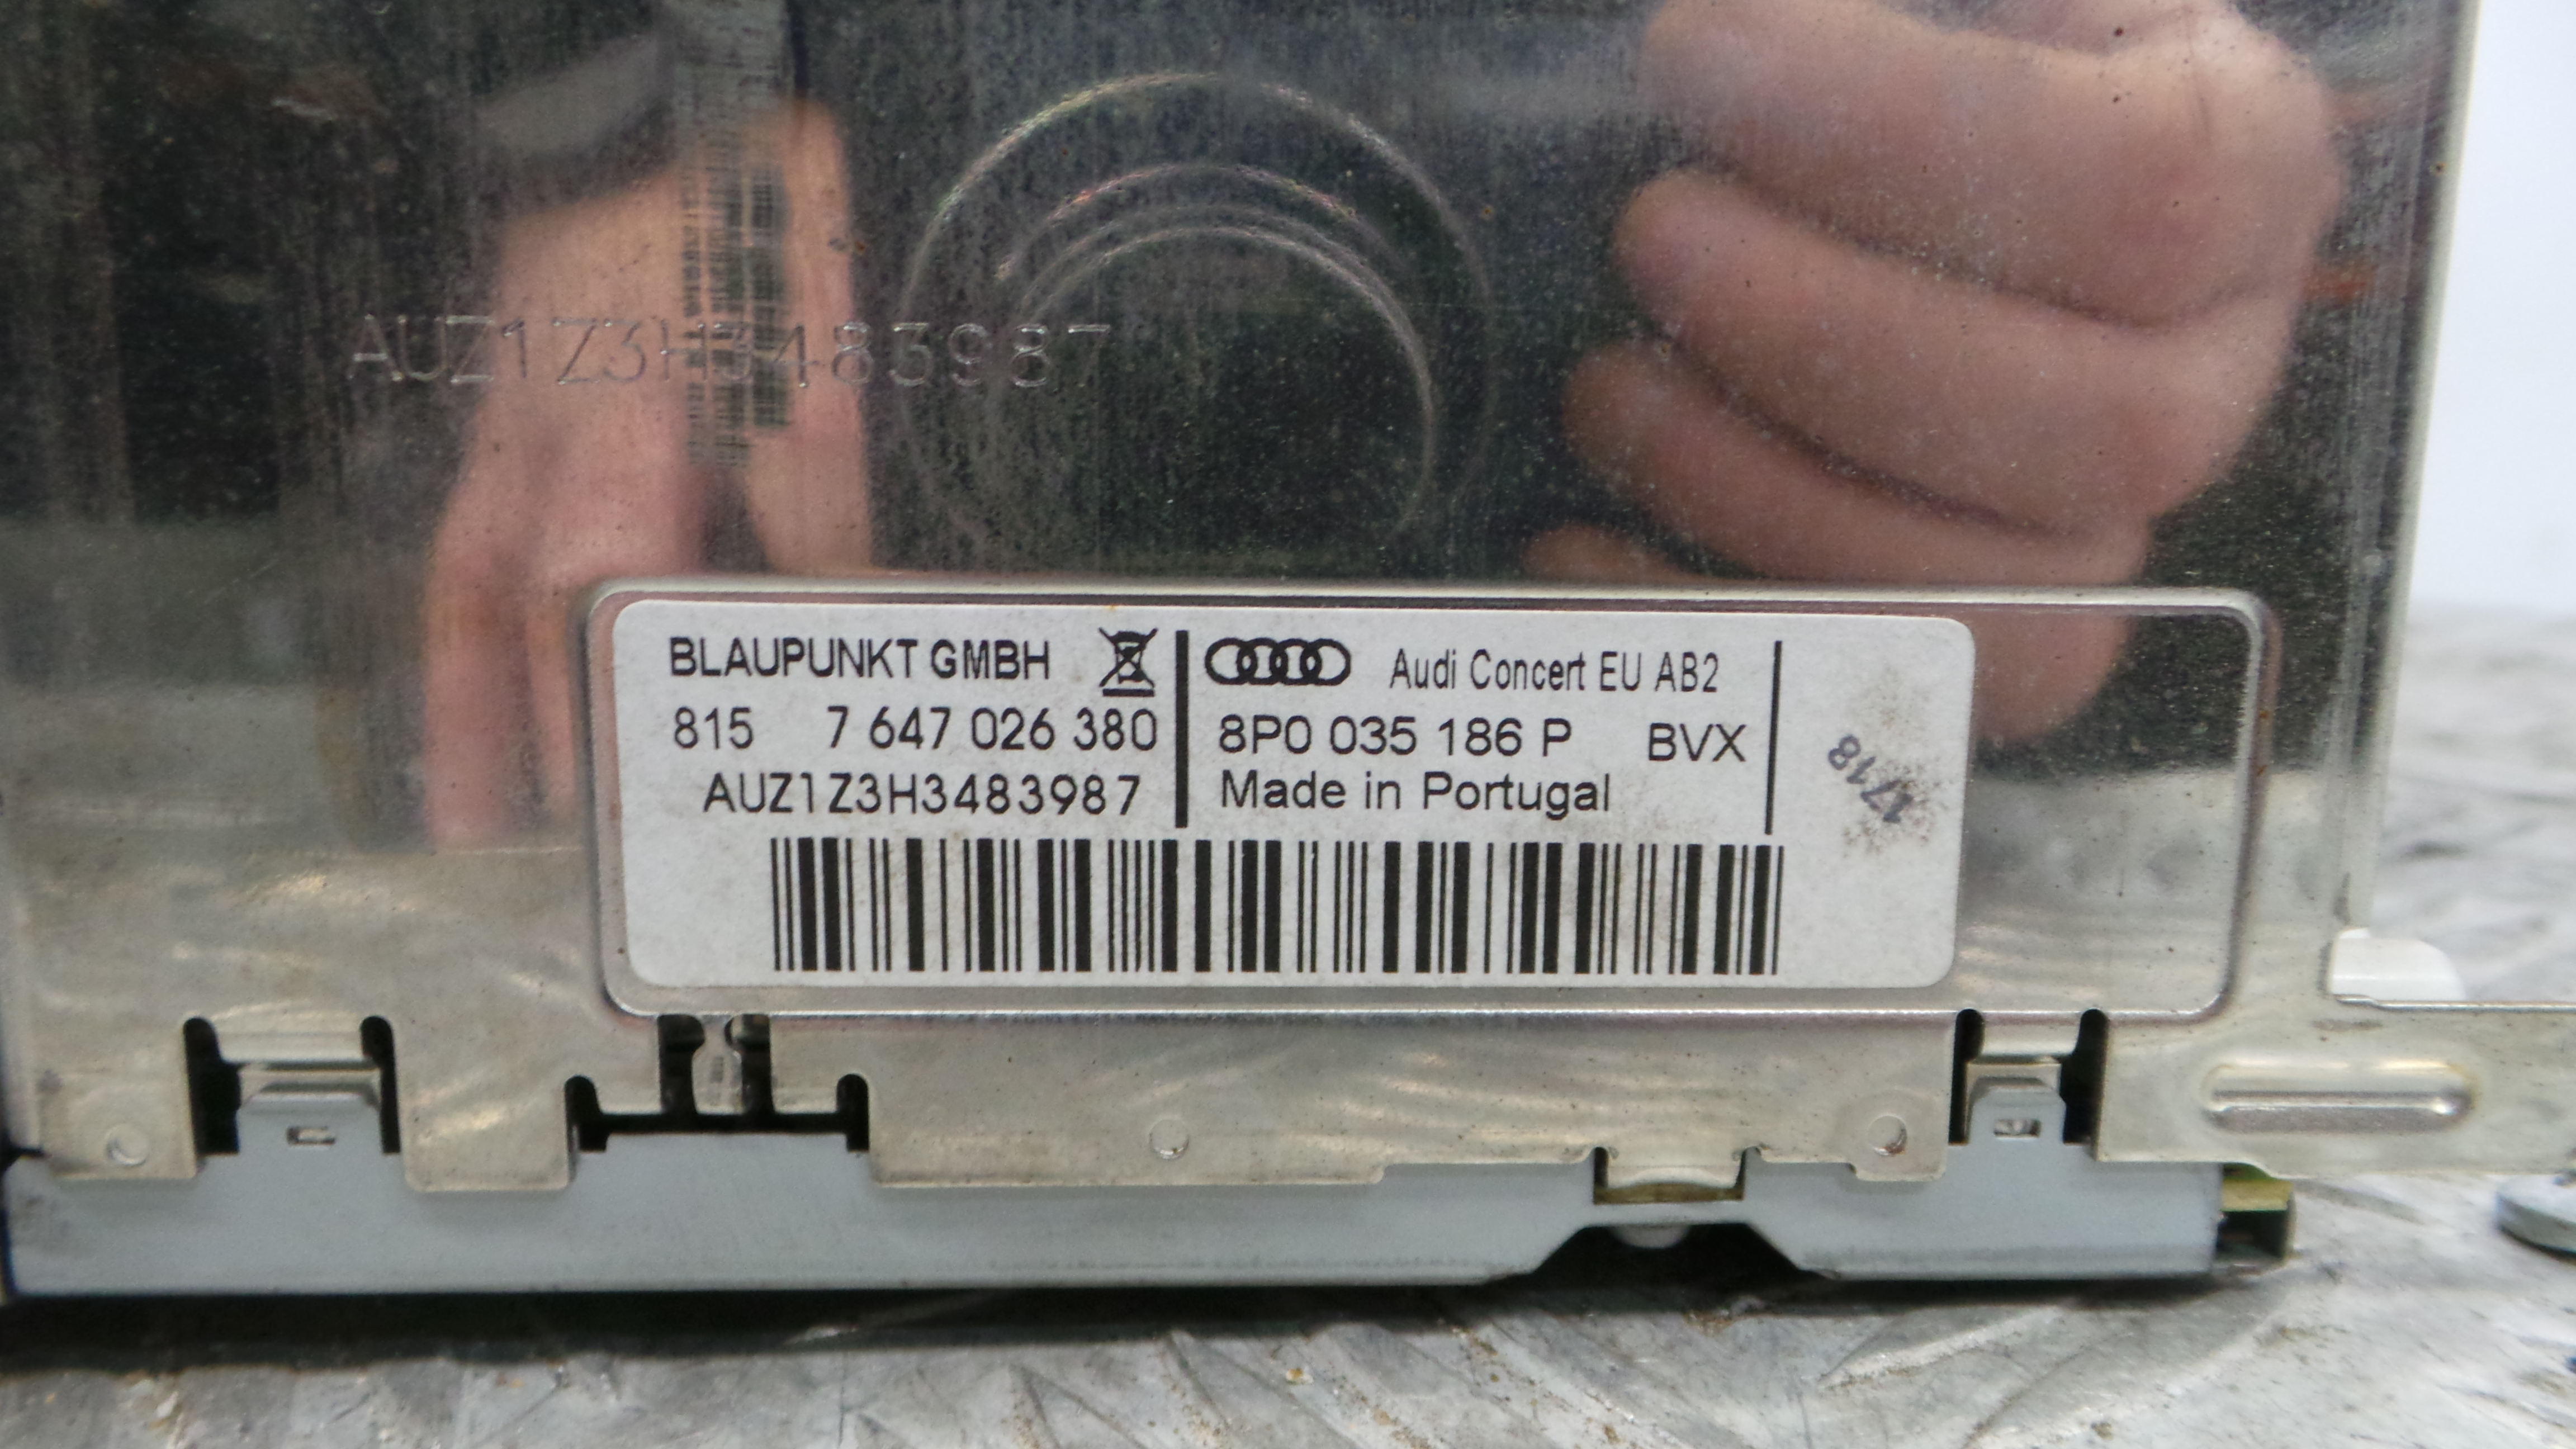 AUZ1Z3H3483987
BLAUPUNKT GMBH
815 7 647 026 380
AUZ1Z3H3483987
Audi Concert EU AB2
8P0 035 186 P BVX
Made in Portugal
1718